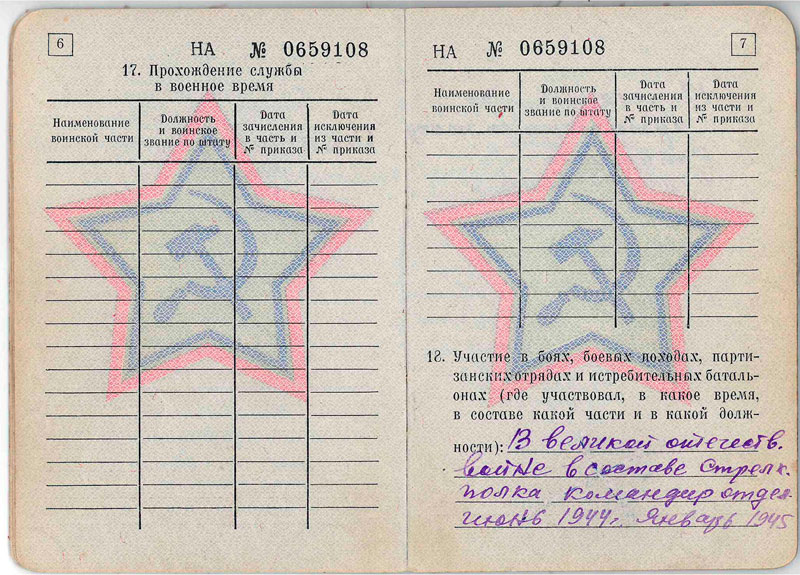 6
НА № 0659108
17. Прохождение службы
в военное время
Наименование
воинской части
Должность
и воинское
звание по штату
Дата
зачисления
в часть и
№ приказа
Дата
исключения
из части и
№ приказа
НА № 0659108
7
Наименование
воинской части
Должность
и воинское
звание по штату
Дата
зачисления
в часть и
№ приказа
Дата
исключения
из части и
№ приказа
18. Участие в боях, боевых походах, парти-
занских отрядах и истребительных баталь-
онах (где участвовал, в какое время,
в составе какой части и в какой долж-
ности): В великой отечеств.
войне в составе Стрелк.
полка командир отдел.
июнь 1944г. Январь 1945